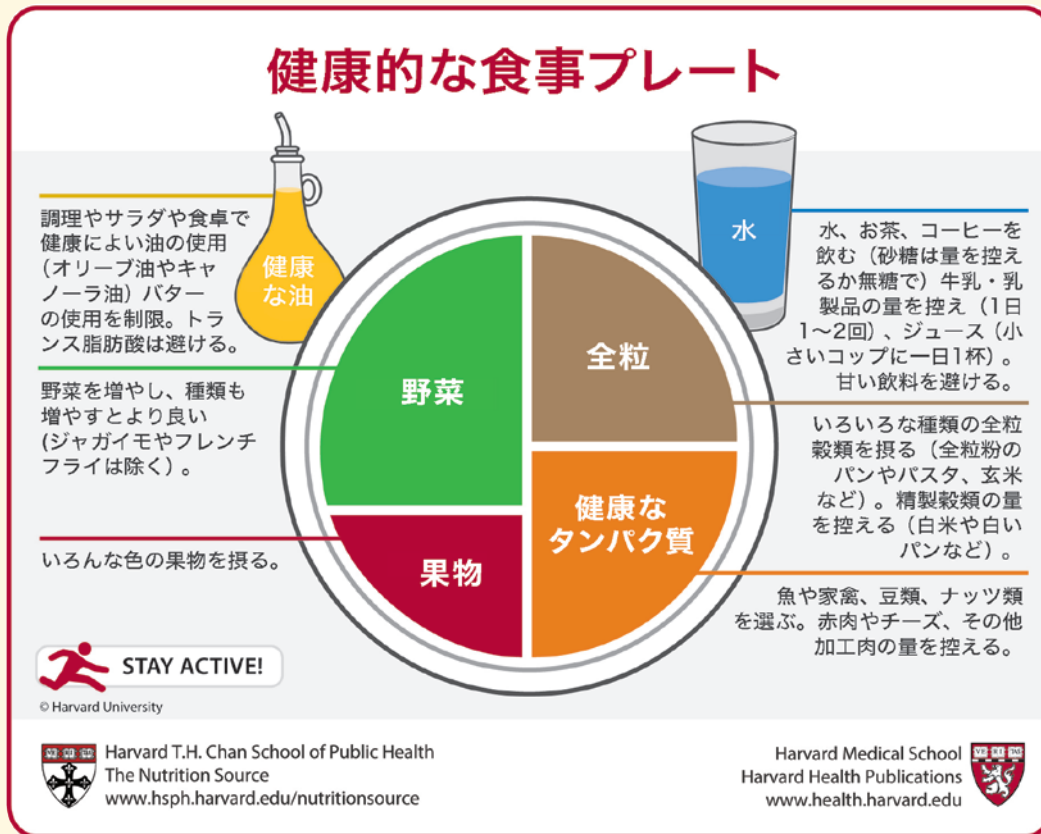 健康的な食事プレート
調理やサラダや食卓で
健康によい油の使用
（オリーブ油やキャ
ノーラ油）バター
の使用を制限。トラ
ンス脂肪酸は避ける。
健康
な油
野菜を増やし、種類も
増やすとより良い
(ジャガイモやフレンチ
フライは除く）。
いろんな色の果物を摂る。
野菜
果物
全粒
健康な
タンパク質
水
水、お茶、コーヒーを
飲む（砂糖は量を控え
るか無糖で）牛乳・乳
製品の量を控え（1日
1〜2回）、ジュース（小
さいコップに一日1杯）。
甘い飲料を避ける。
いろいろな種類の全粒
穀類を摂る（全粒粉の
パンやパスタ、玄米
など）。精製穀類の量
を控える（白米や白い
パンなど）。
魚や家禽、豆類、ナッツ類
を選ぶ。赤肉やチーズ、その他
加工肉の量を控える。
STAY ACTIVE!
© Harvard University
Harvard T.H. Chan School of Public Health
The Nutrition Source
www.hsph.harvard.edu/nutritionsource
Harvard Medical School
Harvard Health Publications
www.health.harvard.edu
VE RI TAS